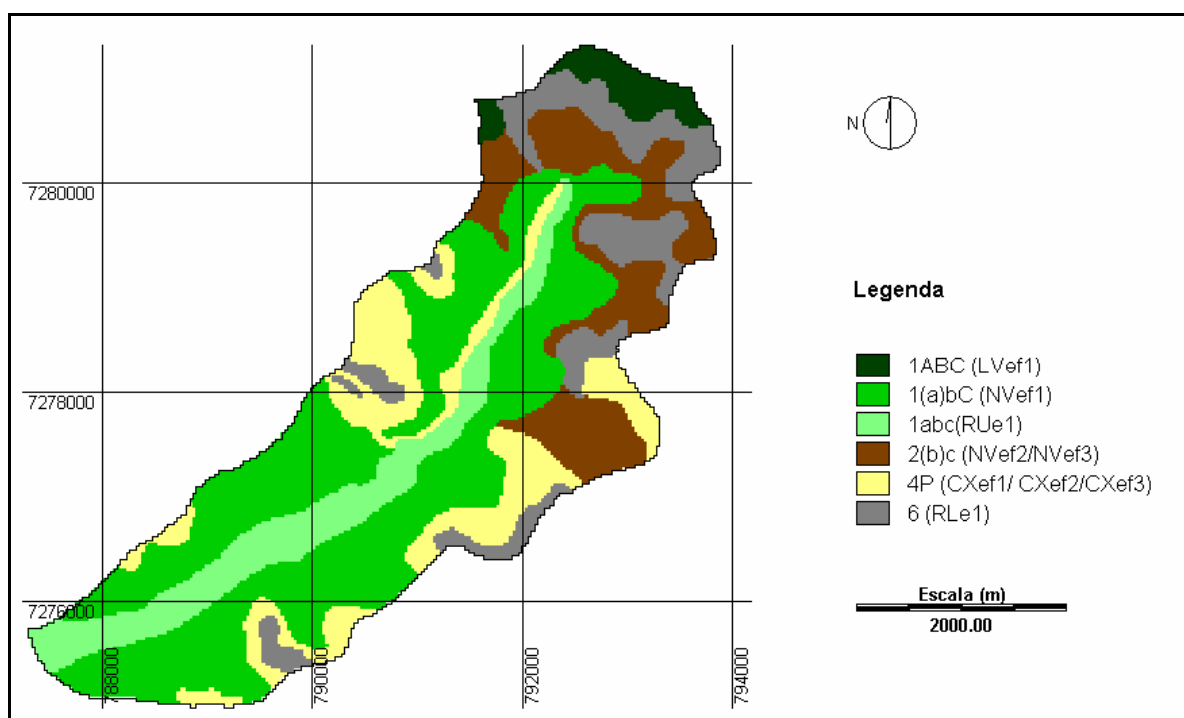 N
7280000
7278000
7276000
788000
790000
792000
794000
Legenda
1ABC (LVef1)
1(a)bC (NVef1)
1abc(RUe1)
2(b)c (NVef2/NVef3)
4P (CXef1/ CXef2/CXef3)
6 (RLe1)
Escala (m)
2000.00